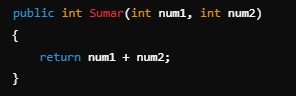 public int Sumar(int num1, int num2)
{
    return num1 + num2;
}